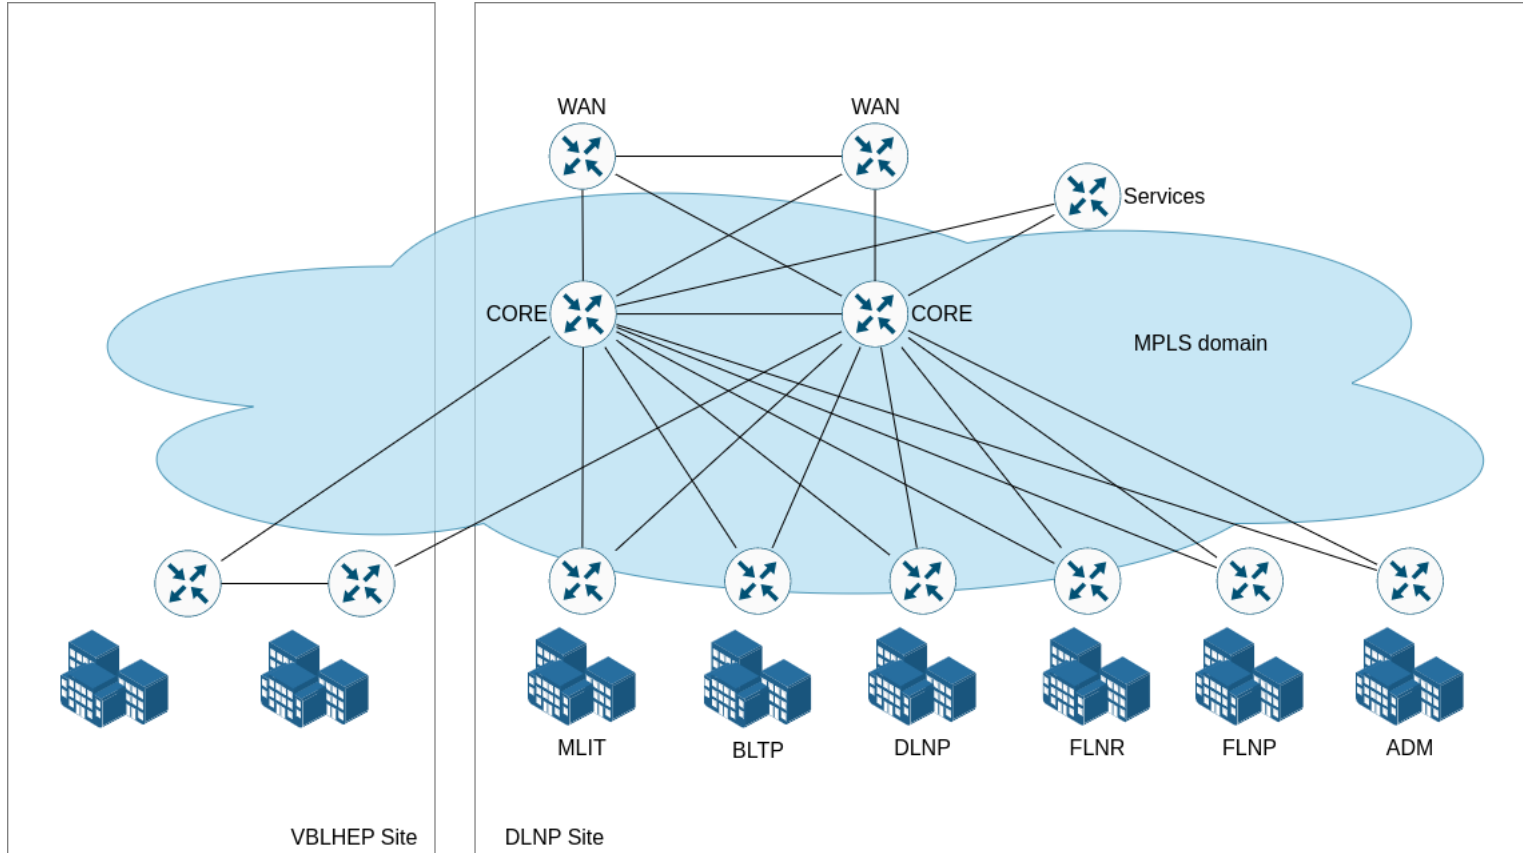 WAN
WAN
Services
CORE
CORE
MPLS domain
MLIT
BLTP
DLNP
FLNR
FLNP
ADM
VBLHEP Site
DLNP Site